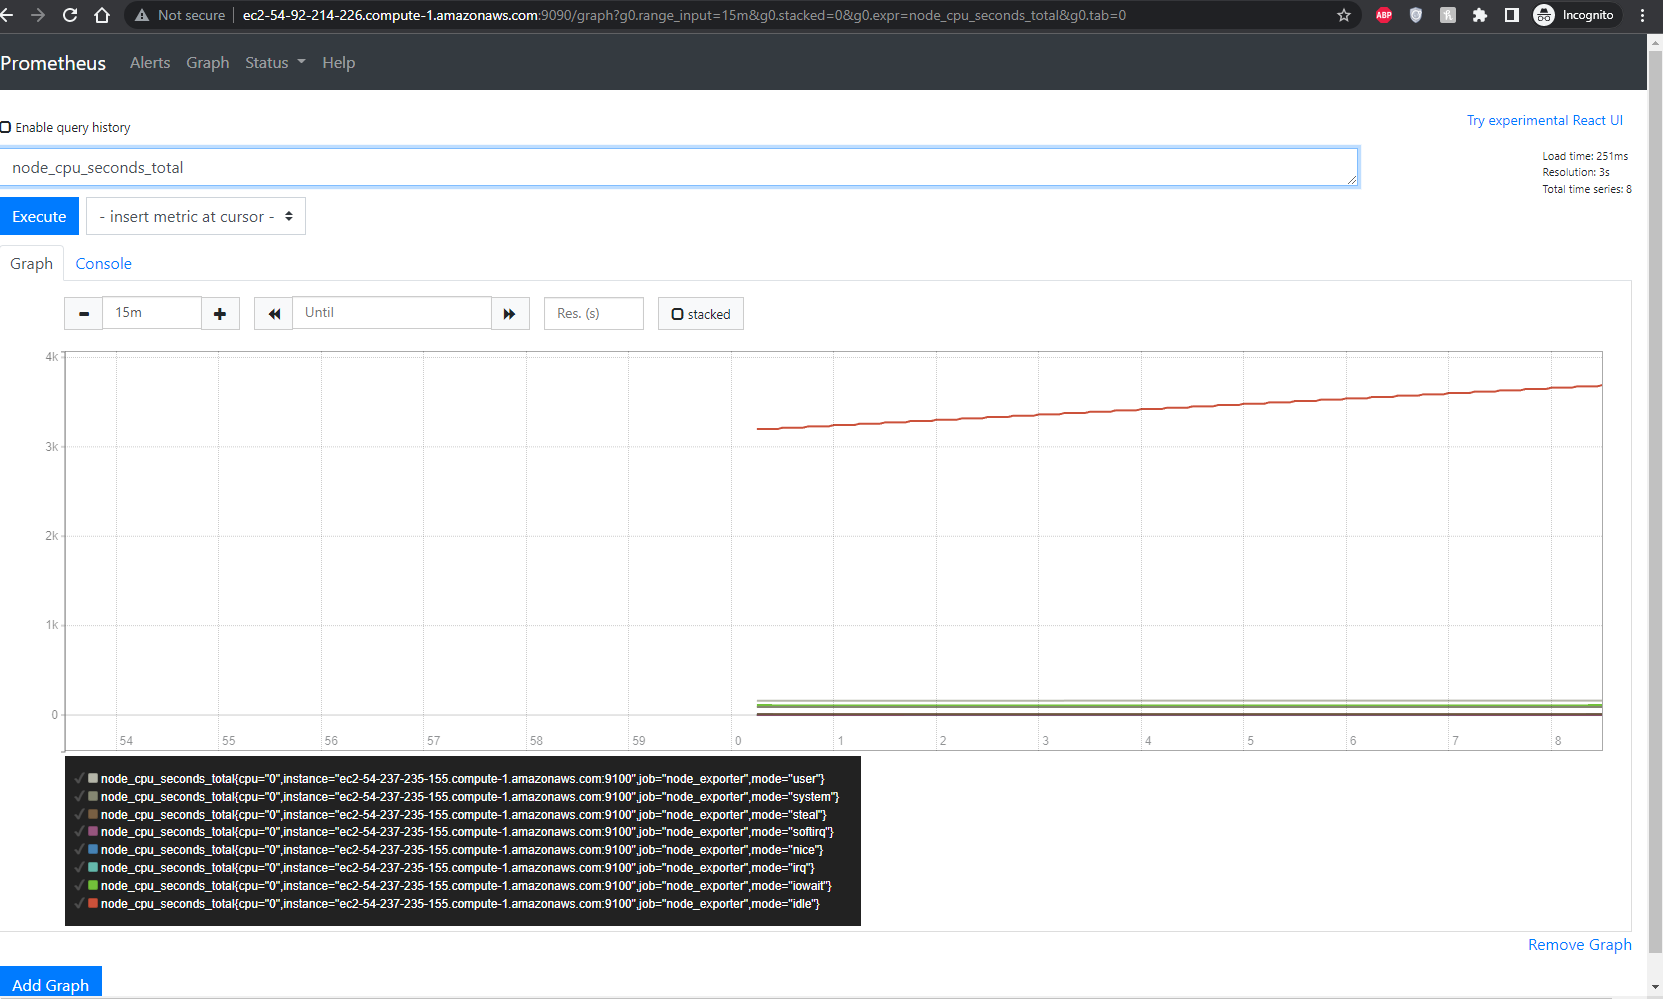 Not secure ec2-54-92-214-226.compute-1.amazonaws.com:9090/graph?g0.range_input=15m&g0.stacked=0&g0.expr=node_cpu_seconds_total&g0.tab=0 ABP Incognito
Prometheus Alerts Graph Status Help
Enable query history
Try experimental React UI
node_cpu_seconds_total
Load time: 251ms
Resolution: 3s
Total time series: 8
Execute - insert metric at cursor -
Graph Console
15m Until Res. (s) stacked
4k
3k
2k
1k
0
54 55 56 57 58 59 0 1 2 3 4 5 6 7 8
node_cpu_seconds_total{cpu="0",instance="ec2-54-237-235-155.compute-1.amazonaws.com:9100",job="node_exporter",mode="user"}
node_cpu_seconds_total{cpu="0",instance="ec2-54-237-235-155.compute-1.amazonaws.com:9100",job="node_exporter",mode="system"}
node_cpu_seconds_total{cpu="0",instance="ec2-54-237-235-155.compute-1.amazonaws.com:9100",job="node_exporter",mode="steal"}
node_cpu_seconds_total{cpu="0",instance="ec2-54-237-235-155.compute-1.amazonaws.com:9100",job="node_exporter",mode="softirq"}
node_cpu_seconds_total{cpu="0",instance="ec2-54-237-235-155.compute-1.amazonaws.com:9100",job="node_exporter",mode="nice"}
node_cpu_seconds_total{cpu="0",instance="ec2-54-237-235-155.compute-1.amazonaws.com:9100",job="node_exporter",mode="irq"}
node_cpu_seconds_total{cpu="0",instance="ec2-54-237-235-155.compute-1.amazonaws.com:9100",job="node_exporter",mode="iowait"}
node_cpu_seconds_total{cpu="0",instance="ec2-54-237-235-155.compute-1.amazonaws.com:9100",job="node_exporter",mode="idle"}
Remove Graph
Add Graph